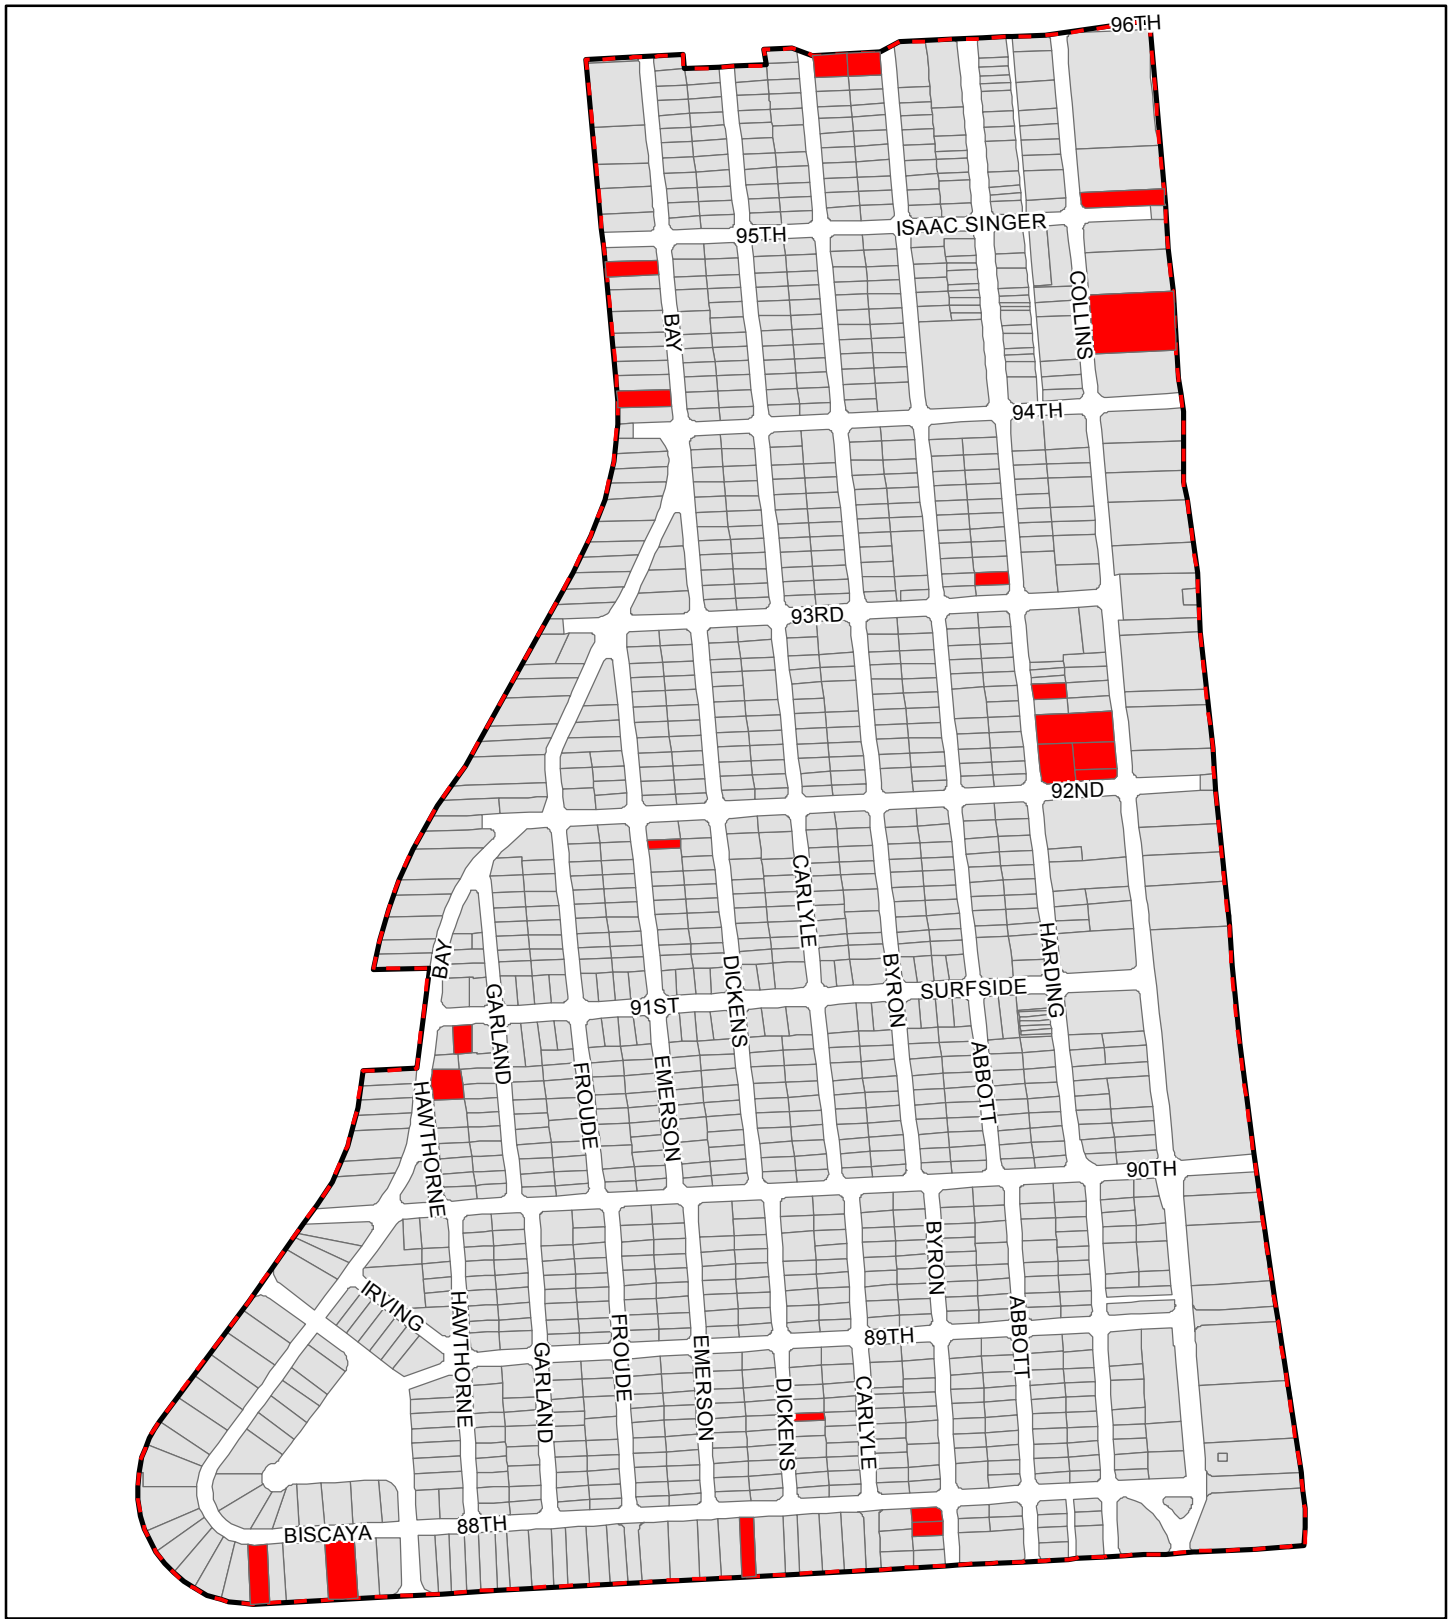 96TH
ISAAC SINGER
95TH
COLLINS
BAY
94TH
93RD
92ND
CARLYLE
HARDING
BAY
DICKENS
BYRON
SURFSIDE
GARLAND
91ST
ABBOTT
EMERSON
FROUDE
HAWTHORNE
90TH
BYRON
IRVING
HAWTHORNE
ABBOTT
FROUDE
89TH
EMERSON
GARLAND
DICKENS
CARLYLE
88TH
BISCAYA